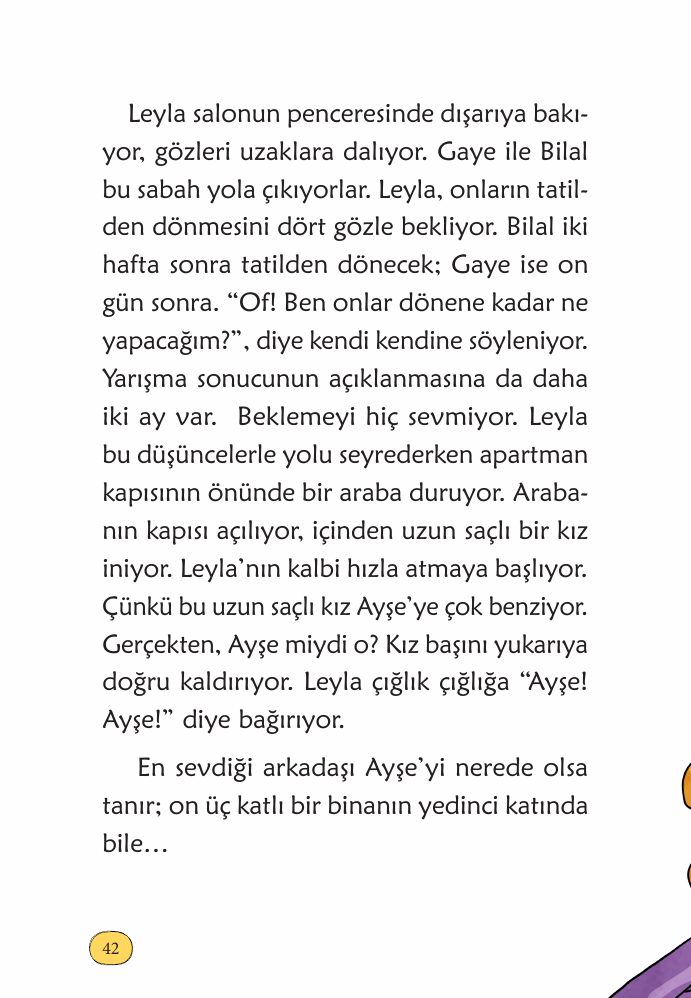 Leyla salonun penceresinde dışarıya bakı-
yor, gözleri uzaklara dalıyor. Gaye ile Bilal
bu sabah yola çıkıyorlar. Leyla, onların tatil-
den dönmesini dört gözle bekliyor. Bilal iki
hafta sonra tatilden dönecek; Gaye ise on
gün sonra. “Of! Ben onlar dönene kadar ne
yapacağım?”, diye kendi kendine söyleniyor.
Yarışma sonucunun açıklanmasına da daha
iki ay var.  Beklemeyi hiç sevmiyor. Leyla
bu düşüncelerle yolu seyrederken apartman
kapısının önünde bir araba duruyor. Araba-
nın kapısı açılıyor, içinden uzun saçlı bir kız
iniyor. Leyla’nın kalbi hızla atmaya başlıyor.
Çünkü bu uzun saçlı kız Ayşe’ye çok benziyor.
Gerçekten, Ayşe miydi o? Kız başını yukarıya
doğru kaldırıyor. Leyla çığlık çığlığa “Ayşe!
Ayşe!” diye bağırıyor.
En sevdiği arkadaşı Ayşe’yi nerede olsa
tanır; on üç katlı bir binanın yedinci katında
bile…
42